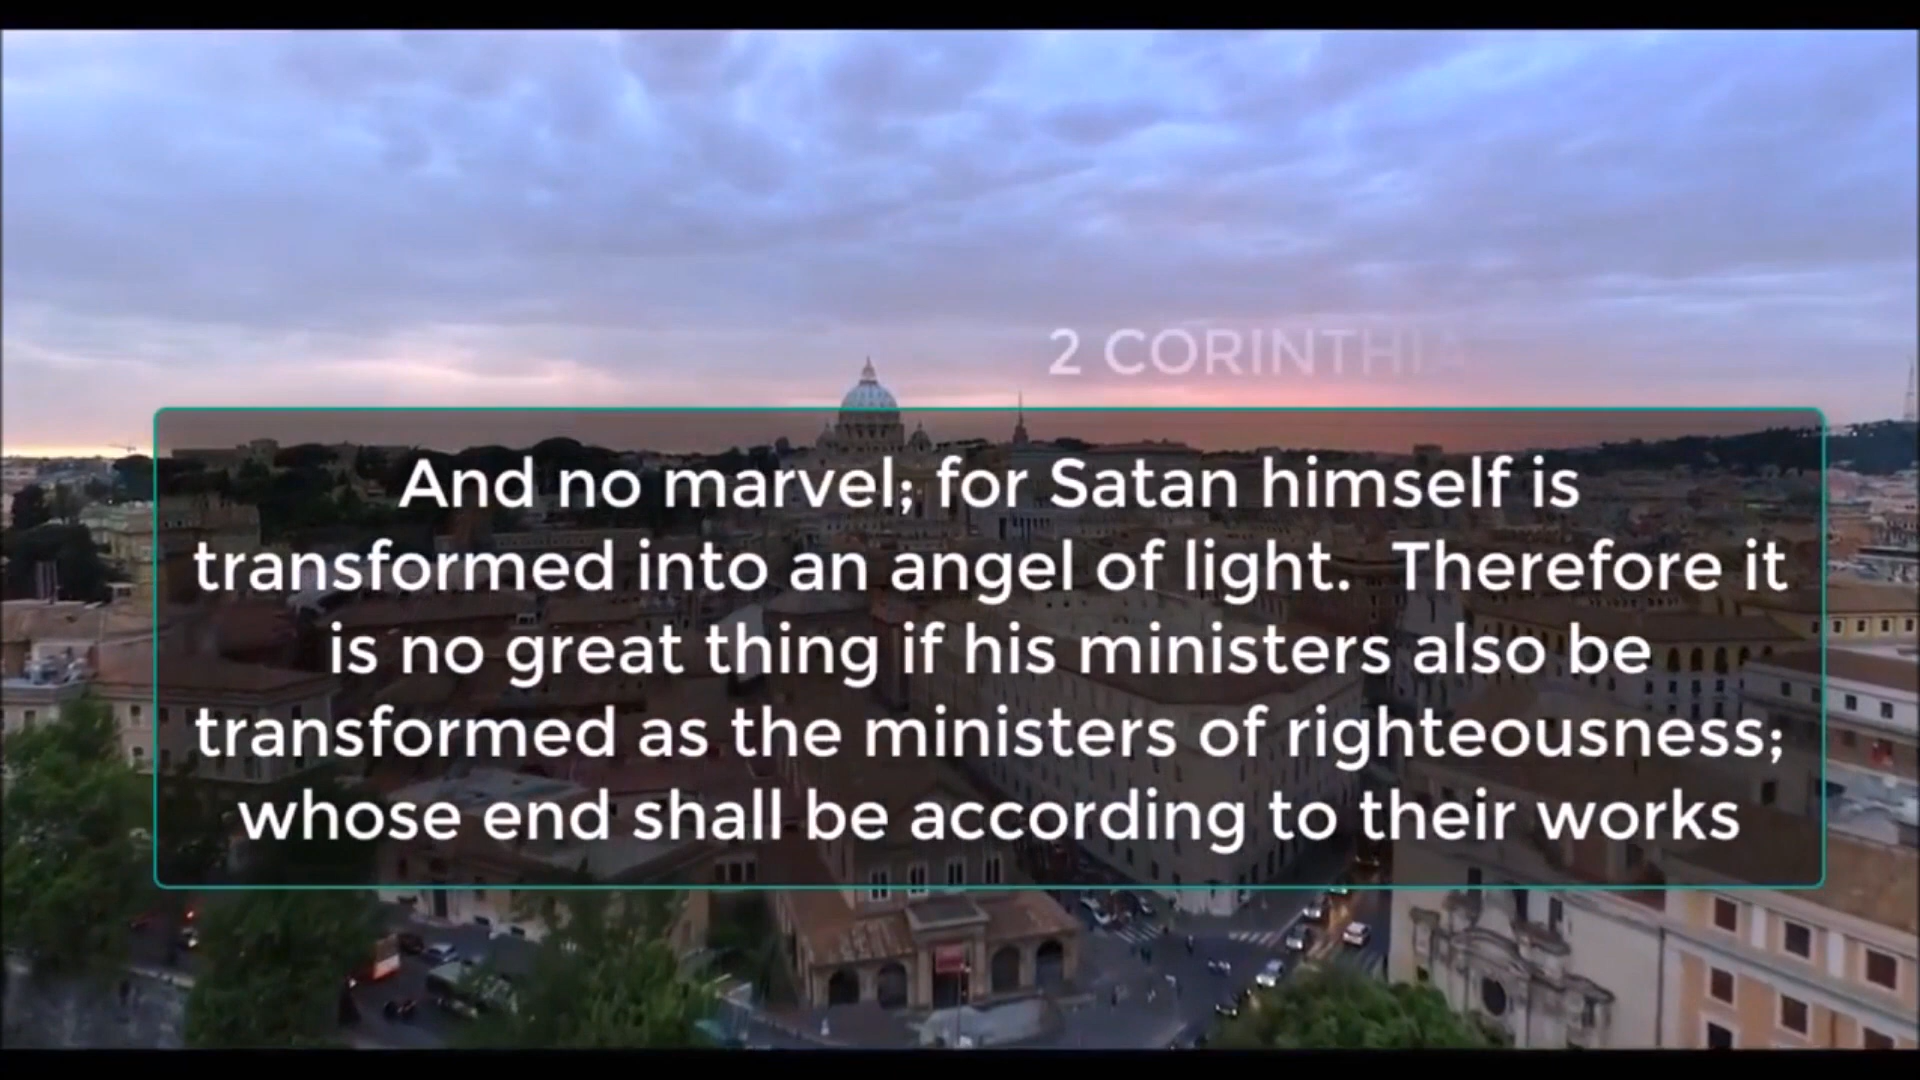 2 CORINTHIA
And no marvel; for Satan himself is
transformed into an angel of light. Therefore it
is no great thing if his ministers also be
transformed as the ministers of righteousness;
whose end shall be according to their works